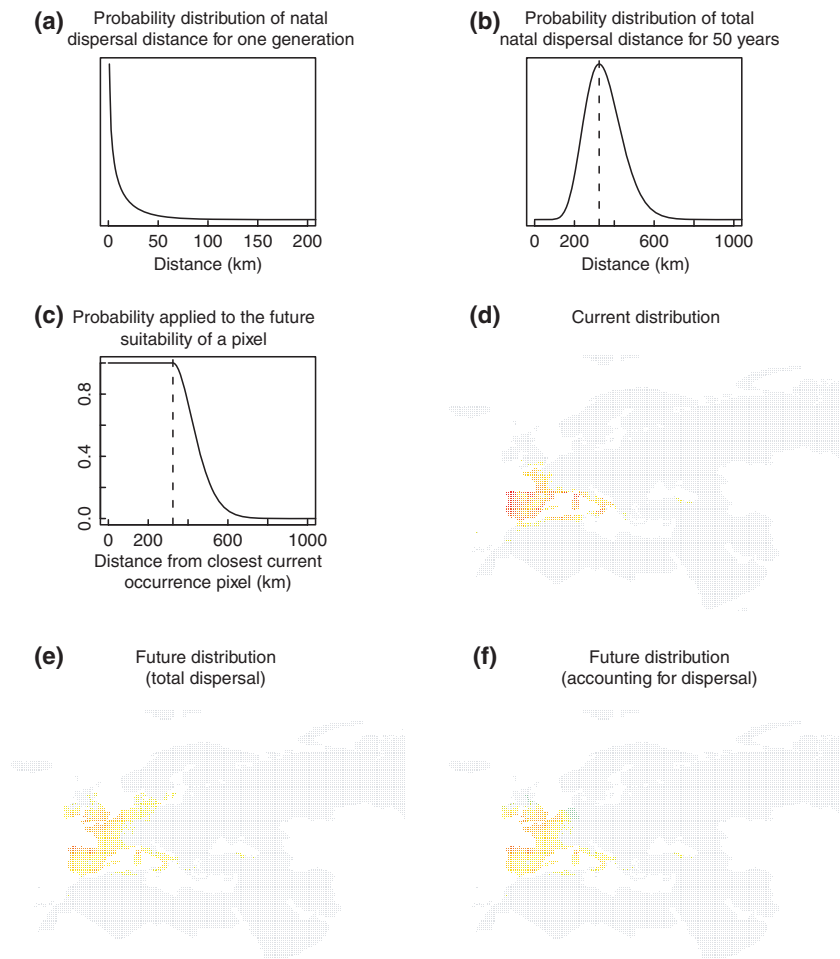 (a) Probability distribution of natal
dispersal distance for one generation
0 50 100 150 200
Distance (km)
(b) Probability distribution of total
natal dispersal distance for 50 years
0 200 600 1000
Distance (km)
(c) Probability applied to the future
suitability of a pixel
0.8
0.4
0.0
0 200 600 1000
Distance from closest current
occurrence pixel (km)
(d) Current distribution
(e) Future distribution
(total dispersal)
(f) Future distribution
(accounting for dispersal)